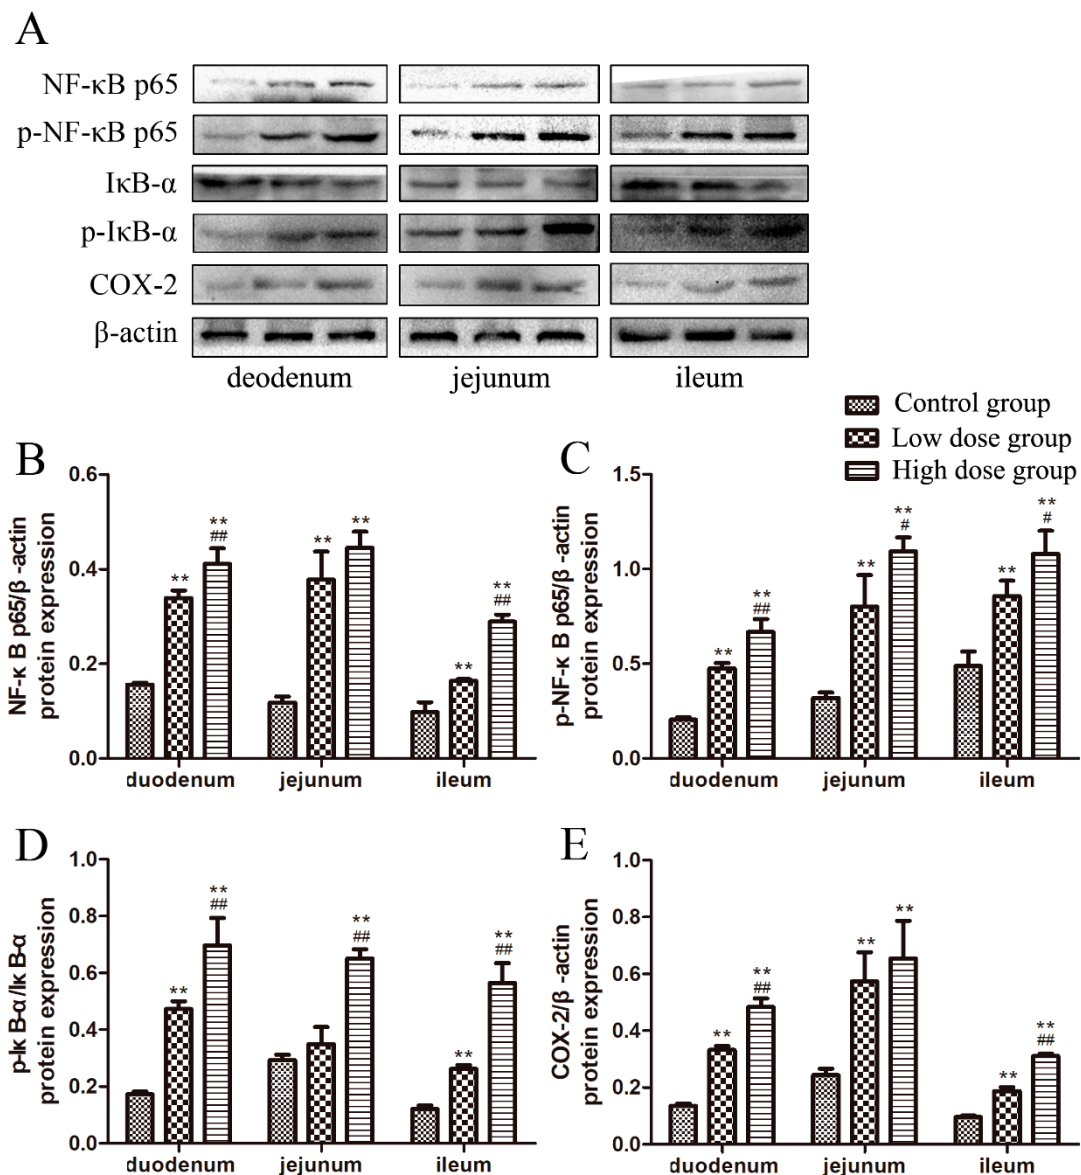 A
NF-κB p65
p-NF-κB p65
IκB-α
p-IκB-α
COX-2
β-actin
deodenum jejunum ileum
Control group
Low dose group
High dose group
B
NF-κ B p65/β -actin
protein expression
0.6
0.4
0.2
0.0
** ** ## ** ** ** ** ##
duodenum jejunum ileum
C
p-NF-κ B p65/β -actin
protein expression
1.5
1.0
0.5
0.0
** ** ## ** ** # ** ** #
duodenum jejunum ileum
D
p-Iκ B-α/Iκ B-α
protein expression
1.0
0.8
0.6
0.4
0.2
0.0
** ** ## ** ## ** ** ##
duodenum jejunum ileum
E
COX-2/β -actin
protein expression
1.0
0.8
0.6
0.4
0.2
0.0
** ** ## ** ** ** ** ##
duodenum jejunum ileum